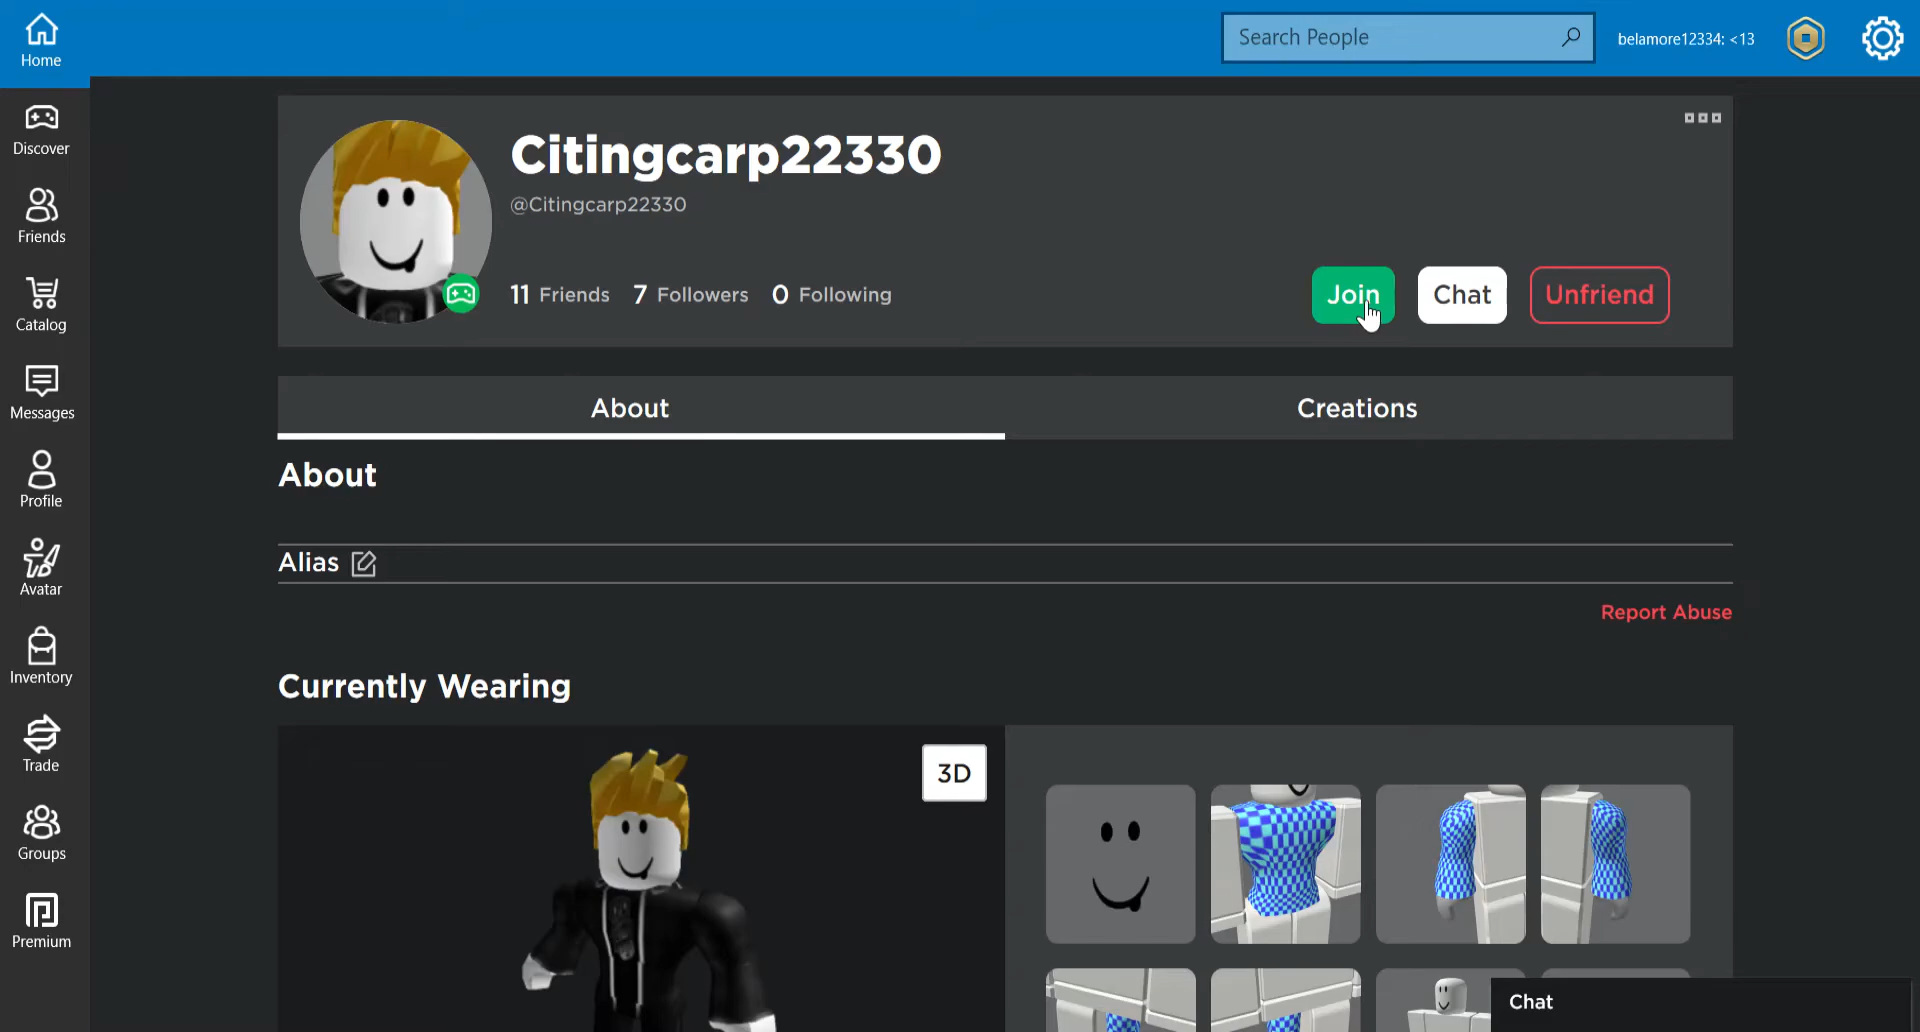 Home
Search People
belamore12334: <13
Discover
Friends
Catalog
Messages
Profile
Avatar
Inventory
Trade
Groups
Premium
Citingcarp22330
@Citingcarp22330
11 Friends 7 Followers 0 Following
Join Chat Unfriend
About Creations
About
Alias
Report Abuse
Currently Wearing
3D
Chat